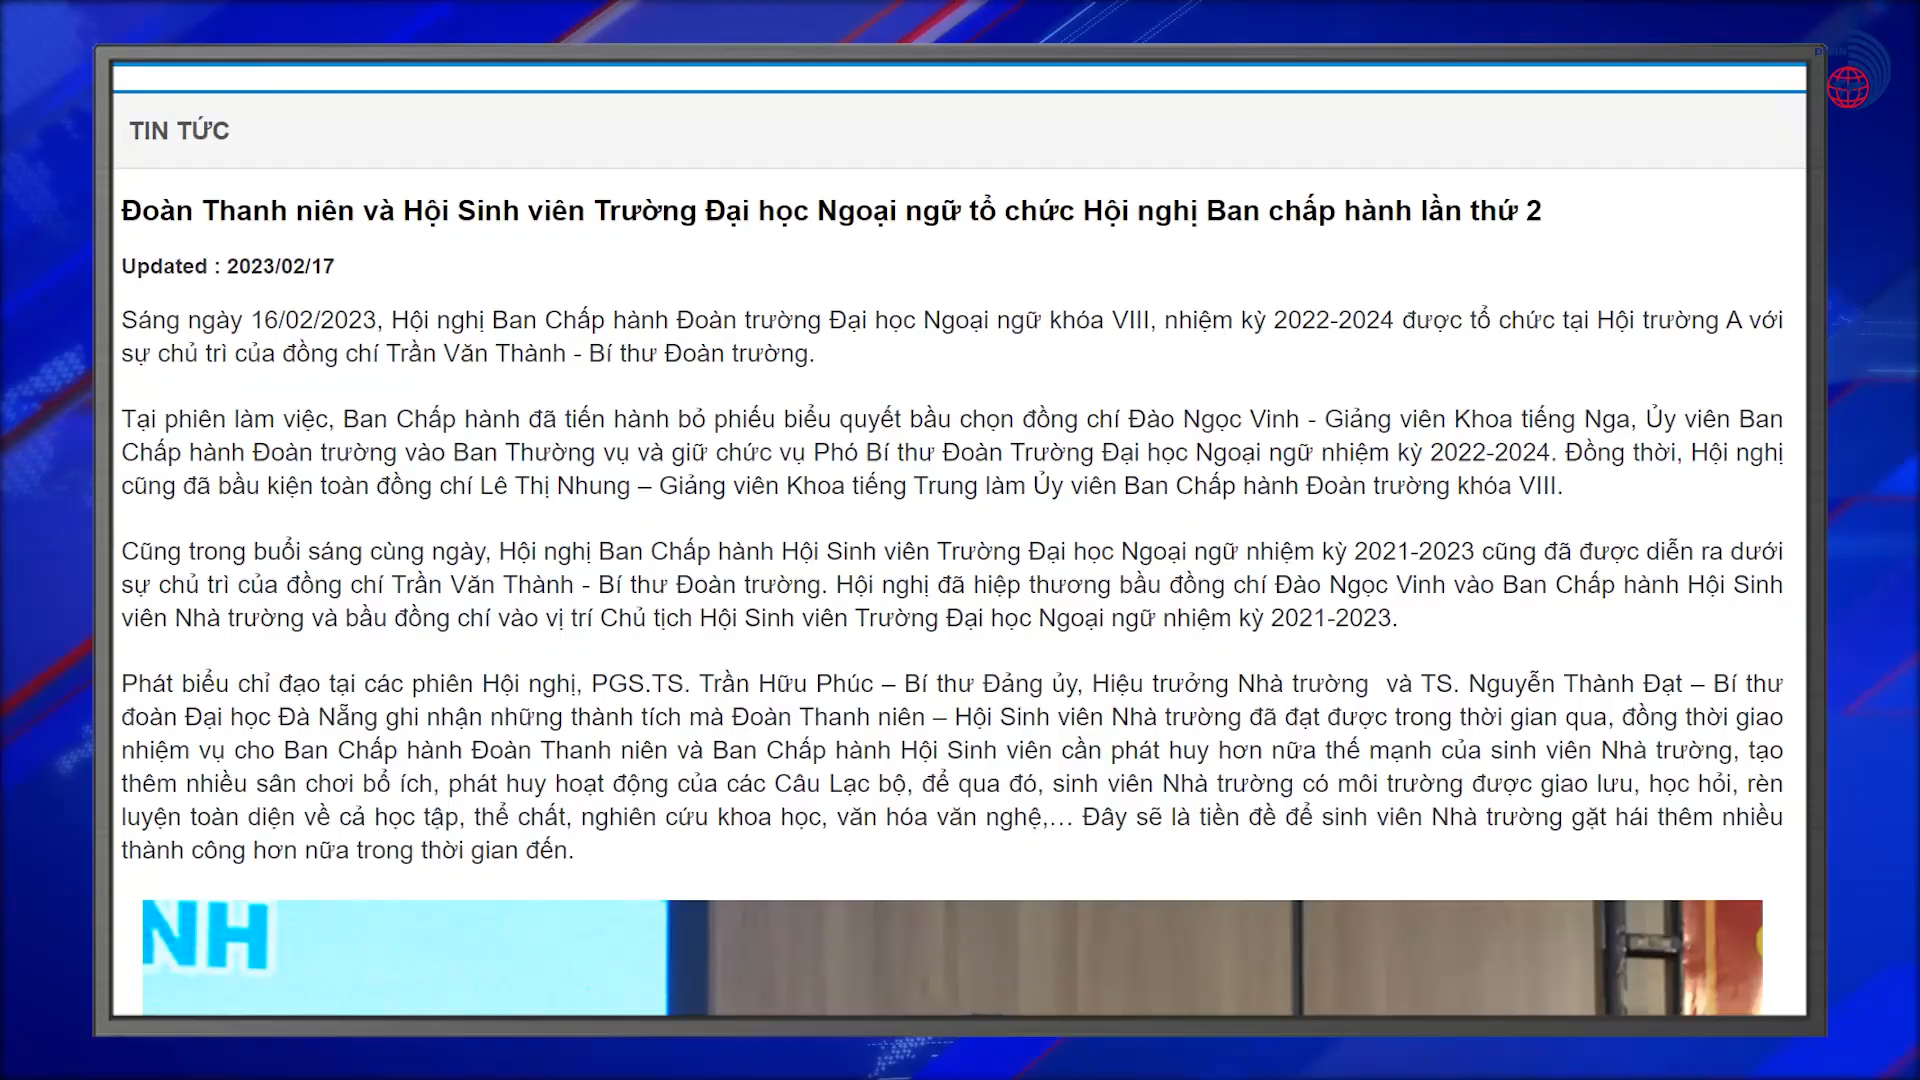 TIN TỨC
Đoàn Thanh niên và Hội Sinh viên Trường Đại học Ngoại ngữ tổ chức Hội nghị Ban chấp hành lần thứ 2
Updated : 2023/02/17
Sáng ngày 16/02/2023, Hội nghị Ban Chấp hành Đoàn trường Đại học Ngoại ngữ khóa VIII, nhiệm kỳ 2022-2024 được tổ chức tại Hội trường A với
sự chủ trì của đồng chí Trần Văn Thành - Bí thư Đoàn trường.
Tại phiên làm việc, Ban Chấp hành đã tiến hành bỏ phiếu biểu quyết bầu chọn đồng chí Đào Ngọc Vinh - Giảng viên Khoa tiếng Nga, Ủy viên Ban
Chấp hành Đoàn trường vào Ban Thường vụ và giữ chức vụ Phó Bí thư Đoàn Trường Đại học Ngoại ngữ nhiệm kỳ 2022-2024. Đồng thời, Hội nghị
cũng đã bầu kiện toàn đồng chí Lê Thị Nhung – Giảng viên Khoa tiếng Trung làm Ủy viên Ban Chấp hành Đoàn trường khóa VIII.
Cũng trong buổi sáng cùng ngày, Hội nghị Ban Chấp hành Hội Sinh viên Trường Đại học Ngoại ngữ nhiệm kỳ 2021-2023 cũng đã được diễn ra dưới
sự chủ trì của đồng chí Trần Văn Thành - Bí thư Đoàn trường. Hội nghị đã hiệp thương bầu đồng chí Đào Ngọc Vinh vào Ban Chấp hành Hội Sinh
viên Nhà trường và bầu đồng chí vào vị trí Chủ tịch Hội Sinh viên Trường Đại học Ngoại ngữ nhiệm kỳ 2021-2023.
Phát biểu chỉ đạo tại các phiên Hội nghị, PGS.TS. Trần Hữu Phúc – Bí thư Đảng ủy, Hiệu trưởng Nhà trường và TS. Nguyễn Thành Đạt – Bí thư
đoàn Đại học Đà Nẵng ghi nhận những thành tích mà Đoàn Thanh niên – Hội Sinh viên Nhà trường đã đạt được trong thời gian qua, đồng thời giao
nhiệm vụ cho Ban Chấp hành Đoàn Thanh niên và Ban Chấp hành Hội Sinh viên cần phát huy hơn nữa thế mạnh của sinh viên Nhà trường, tạo
thêm nhiều sân chơi bổ ích, phát huy hoạt động của các Câu Lạc bộ, để qua đó, sinh viên Nhà trường có môi trường được giao lưu, học hỏi, rèn
luyện toàn diện về cả học tập, thể chất, nghiên cứu khoa học, văn hóa văn nghệ,… Đây sẽ là tiền đề để sinh viên Nhà trường gặt hái thêm nhiều
thành công hơn nữa trong thời gian đến.
NH